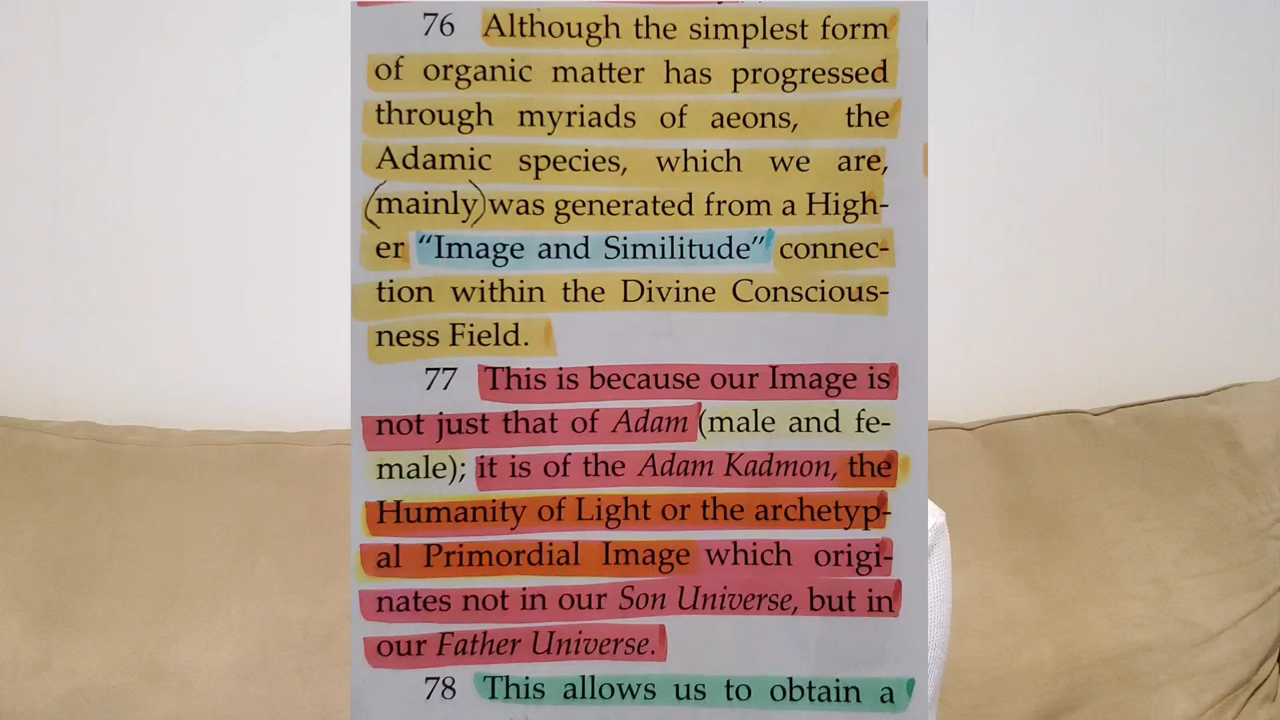 76 Although the simplest form
of organic matter has progressed
through myriads of aeons, the
Adamic species, which we are,
(mainly) was generated from a High-
er “Image and Similitude” connec-
tion within the Divine Conscious-
ness Field.
77 This is because our Image is
not just that of Adam (male and fe-
male); it is of the Adam Kadmon, the
Humanity of Light or the archetyp-
al Primordial Image which origi-
nates not in our Son Universe, but in
our Father Universe.
78 This allows us to obtain a